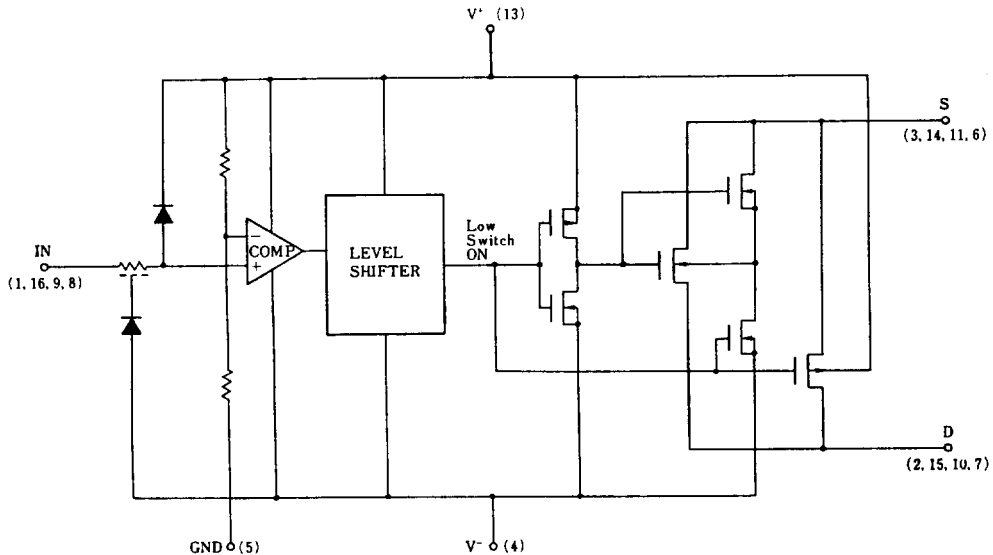 V⁺ (13)
S
(3, 14, 11, 6)
Low
Switch
ON
IN
(1, 16, 9, 8)
−
COMP
+
LEVEL
SHIFTER
D
(2, 15, 10, 7)
GND (5)
V⁻ (4)